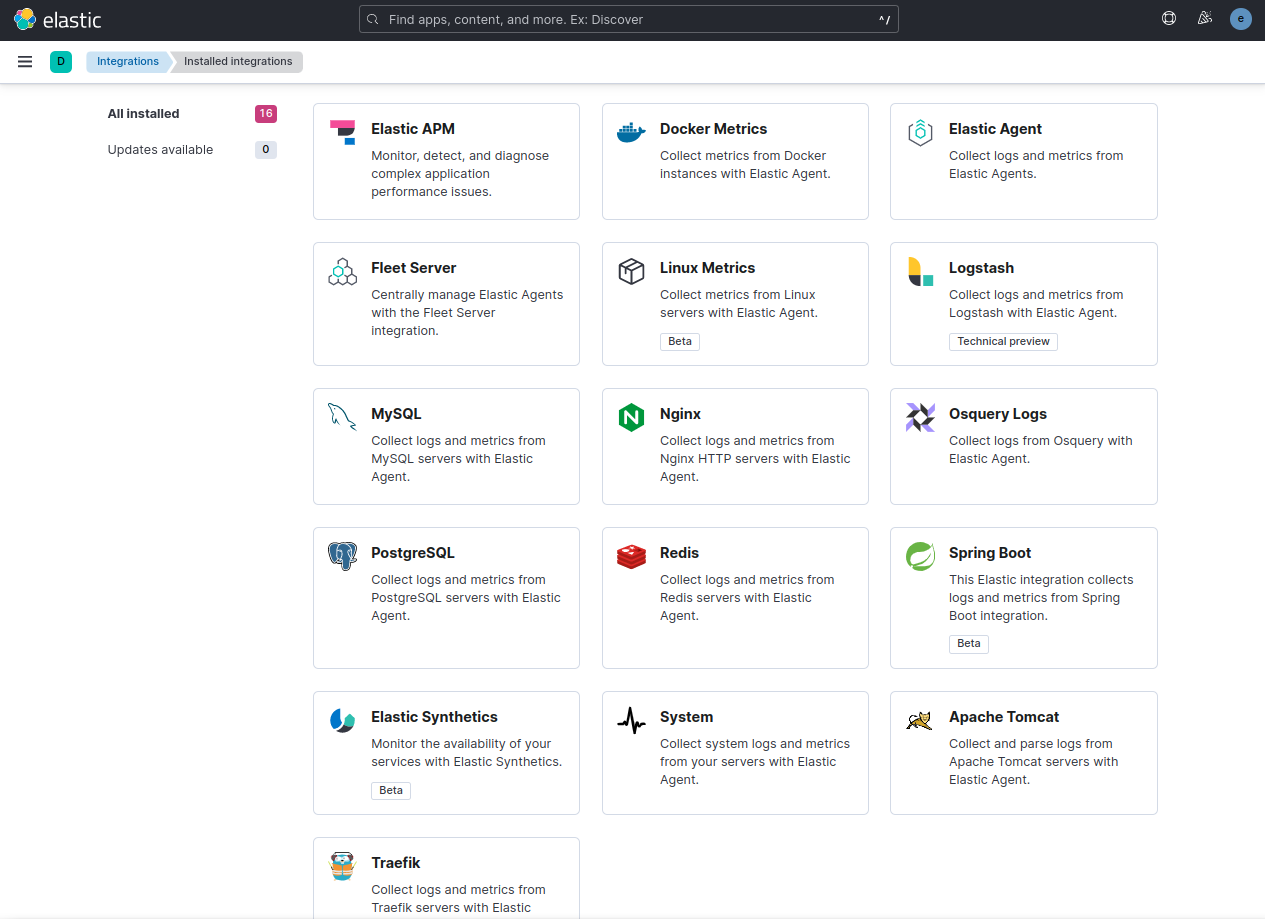 elastic
Find apps, content, and more. Ex: Discover
^/
e
D
Integrations
Installed integrations
All installed
16
Updates available
0
Elastic APM
Monitor, detect, and diagnose
complex application
performance issues.
Docker Metrics
Collect metrics from Docker
instances with Elastic Agent.
Elastic Agent
Collect logs and metrics from
Elastic Agents.
Fleet Server
Centrally manage Elastic Agents
with the Fleet Server
integration.
Linux Metrics
Collect metrics from Linux
servers with Elastic Agent.
Beta
Logstash
Collect logs and metrics from
Logstash with Elastic Agent.
Technical preview
MySQL
Collect logs and metrics from
MySQL servers with Elastic
Agent.
Nginx
Collect logs and metrics from
Nginx HTTP servers with Elastic
Agent.
Osquery Logs
Collect logs from Osquery with
Elastic Agent.
PostgreSQL
Collect logs and metrics from
PostgreSQL servers with Elastic
Agent.
Redis
Collect logs and metrics from
Redis servers with Elastic
Agent.
Spring Boot
This Elastic integration collects
logs and metrics from Spring
Boot integration.
Beta
Elastic Synthetics
Monitor the availability of your
services with Elastic Synthetics.
Beta
System
Collect system logs and metrics
from your servers with Elastic
Agent.
Apache Tomcat
Collect and parse logs from
Apache Tomcat servers with
Elastic Agent.
Traefik
Collect logs and metrics from
Traefik servers with Elastic